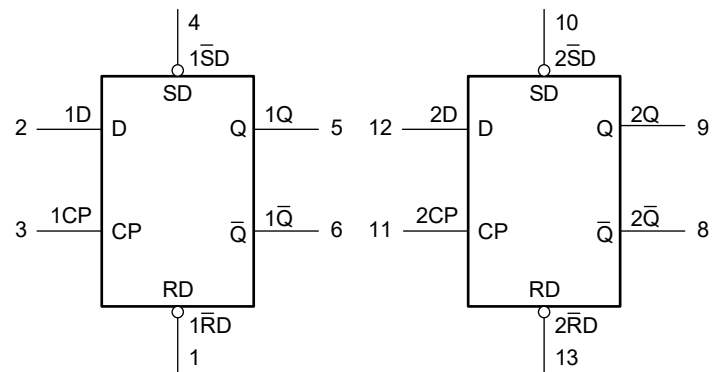 4
1S̅D
SD
2
1D
D
Q
1Q
5
3
1CP
CP
Q̅
1Q̅
6
RD
1R̅D
1
10
2S̅D
SD
12
2D
D
Q
2Q
9
11
2CP
CP
Q̅
2Q̅
8
RD
2R̅D
13